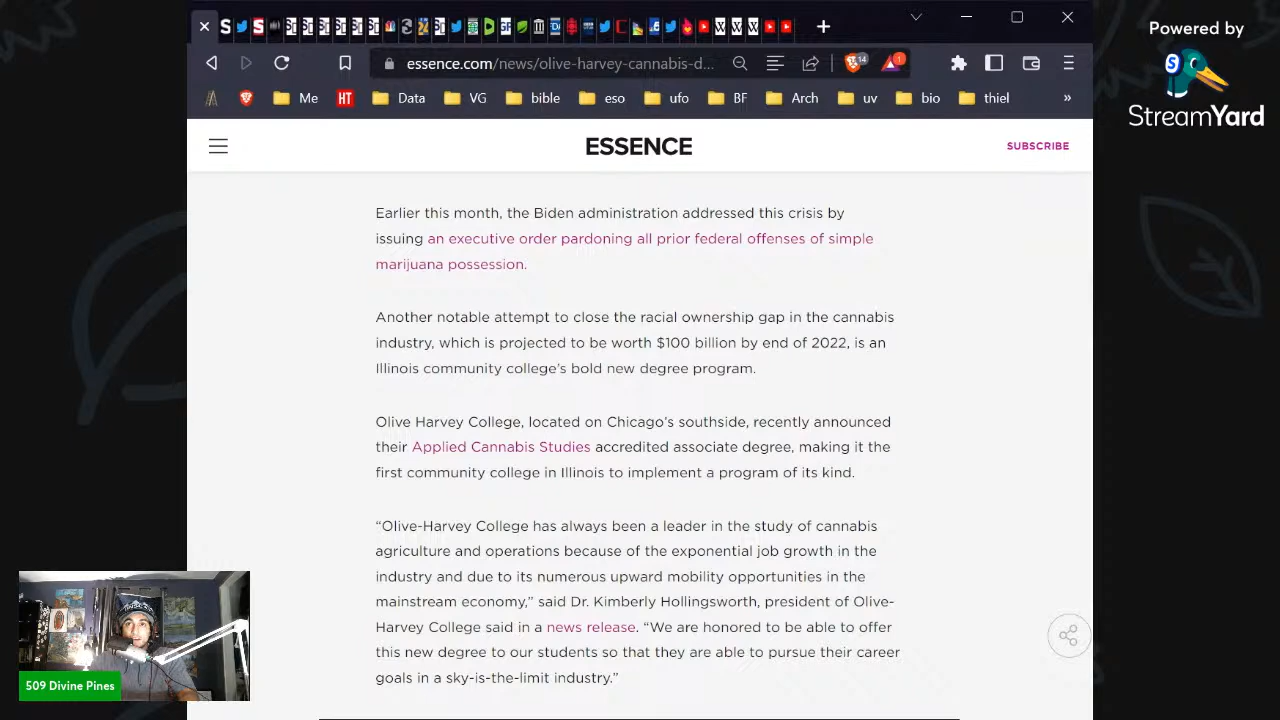 Powered by
StreamYard
essence.com/news/olive-harvey-cannabis-d...
14
1
Me
HT
Data
VG
bible
eso
ufo
BF
Arch
uv
bio
thiel
»
ESSENCE
SUBSCRIBE
Earlier this month, the Biden administration addressed this crisis by
issuing an executive order pardoning all prior federal offenses of simple
marijuana possession.
Another notable attempt to close the racial ownership gap in the cannabis
industry, which is projected to be worth $100 billion by end of 2022, is an
Illinois community college's bold new degree program.
Olive Harvey College, located on Chicago's southside, recently announced
their Applied Cannabis Studies accredited associate degree, making it the
first community college in Illinois to implement a program of its kind.
“Olive-Harvey College has always been a leader in the study of cannabis
agriculture and operations because of the exponential job growth in the
industry and due to its numerous upward mobility opportunities in the
mainstream economy,” said Dr. Kimberly Hollingsworth, president of Olive-
Harvey College said in a news release. “We are honored to be able to offer
this new degree to our students so that they are able to pursue their career
goals in a sky-is-the-limit industry.”
509 Divine Pines